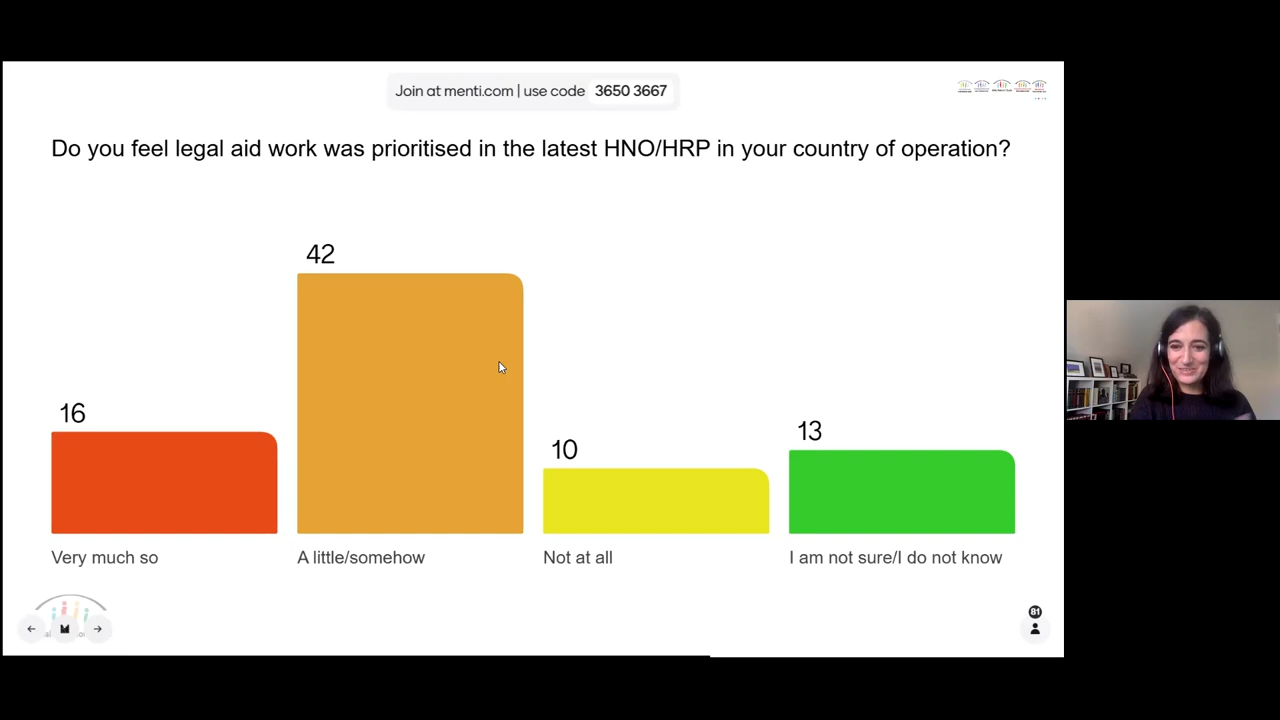 Join at menti.com | use code 3650 3667
Do you feel legal aid work was prioritised in the latest HNO/HRP in your country of operation?
42
16
10
13
Very much so
A little/somehow
Not at all
I am not sure/I do not know
81